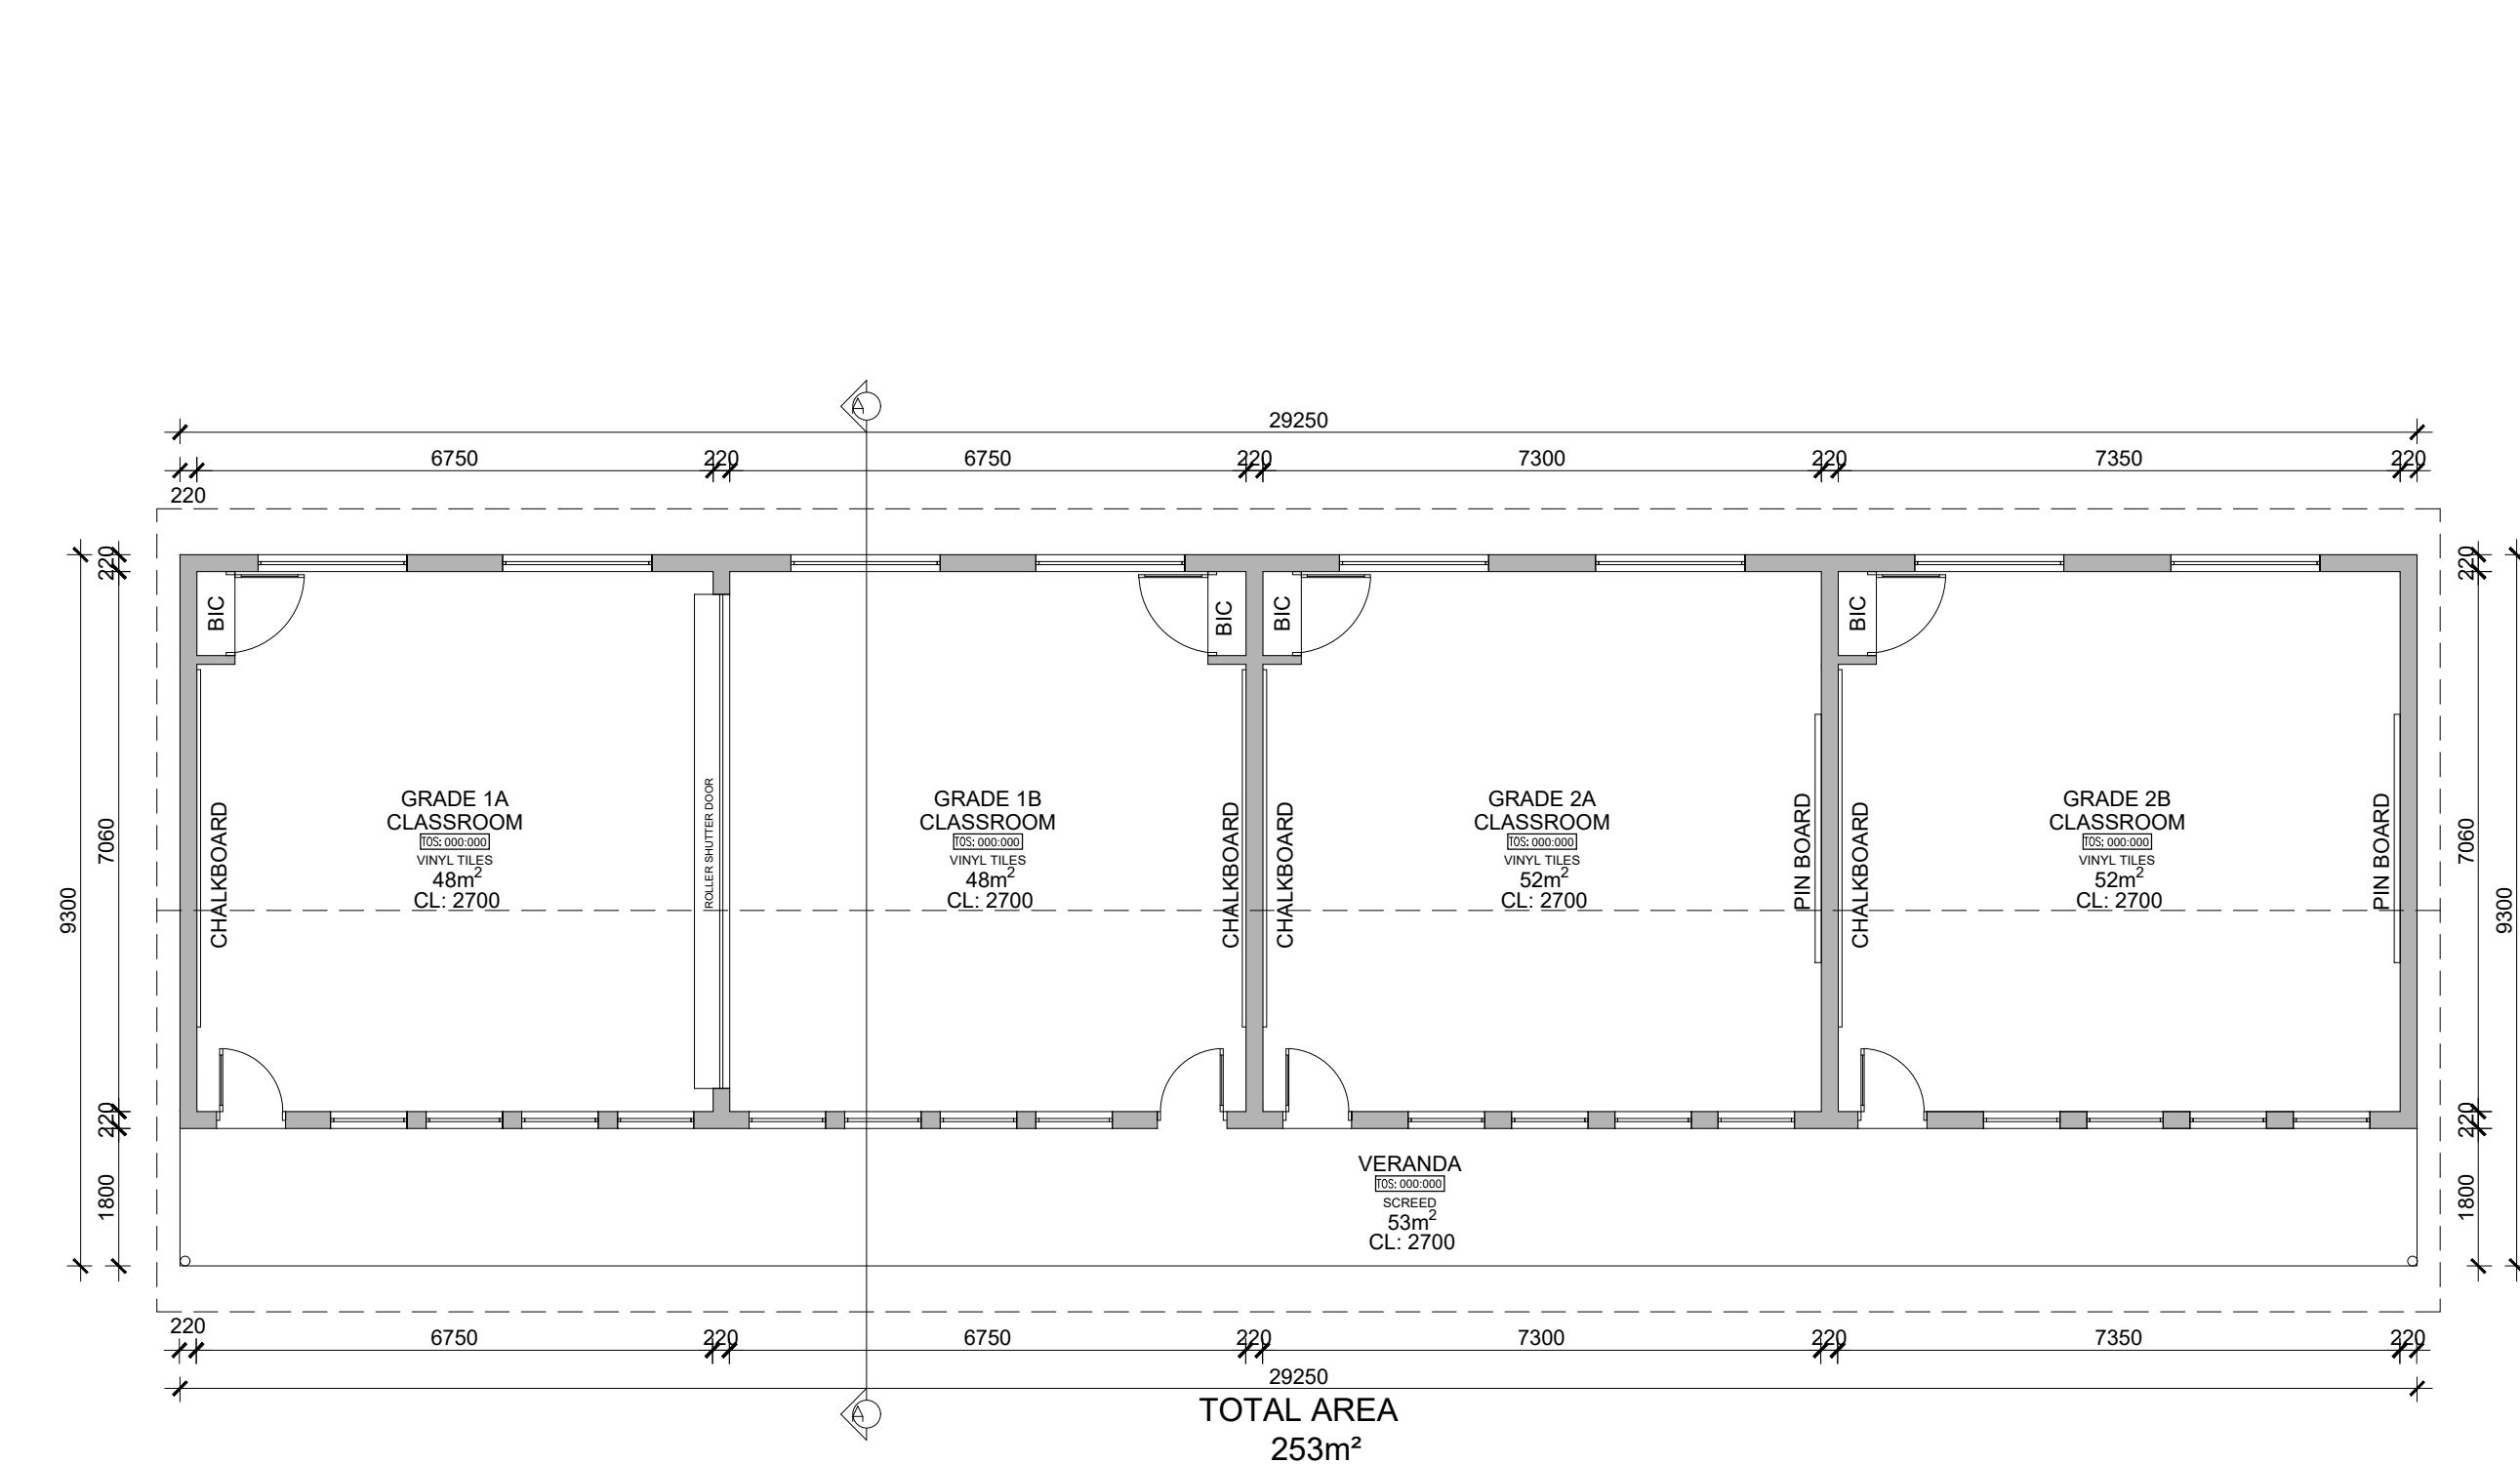 A
29250
6750 220 6750 220 7300 220 7350 220
220
220
220
BIC
BIC
BIC
BIC
9300
7060
CHALKBOARD
GRADE 1A
CLASSROOM
TOS: 000:000
VINYL TILES
48m²
CL: 2700
ROLLER SHUTTER DOOR
GRADE 1B
CLASSROOM
TOS: 000:000
VINYL TILES
48m²
CL: 2700
CHALKBOARD
CHALKBOARD
GRADE 2A
CLASSROOM
TOS: 000:000
VINYL TILES
52m²
CL: 2700
PIN BOARD
CHALKBOARD
GRADE 2B
CLASSROOM
TOS: 000:000
VINYL TILES
52m²
CL: 2700
PIN BOARD
7060
9300
220
220
1800
VERANDA
TOS: 000:000
SCREED
53m²
CL: 2700
1800
220
6750 220 6750 220 7300 220 7350 220
29250
A
TOTAL AREA
253m²